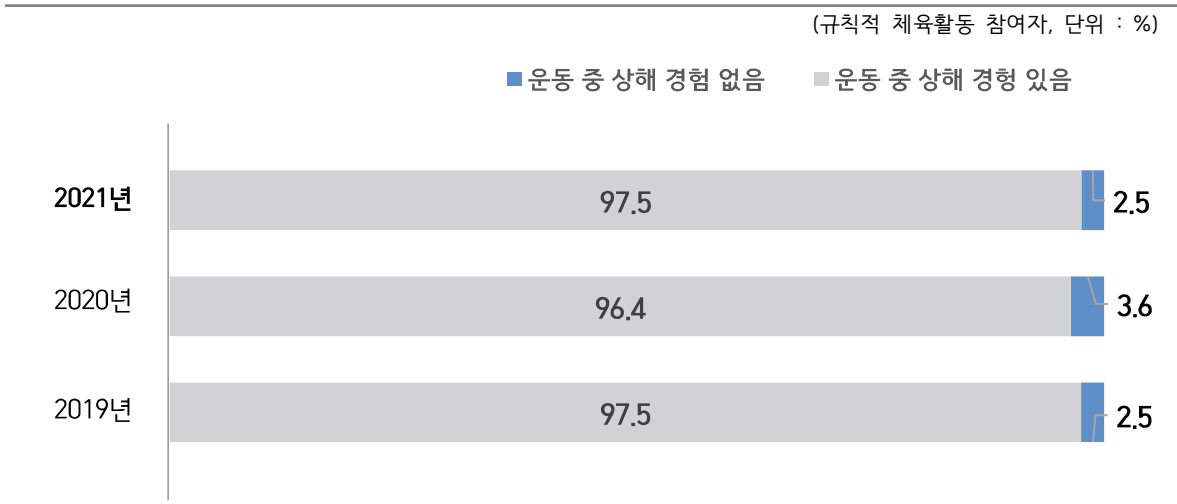 (규칙적 체육활동 참여자, 단위 : %)
운동 중 상해 경험 없음 운동 중 상해 경헝 있음
2021년 97.5 2.5
2020년 96.4 3.6
2019년 97.5 2.5